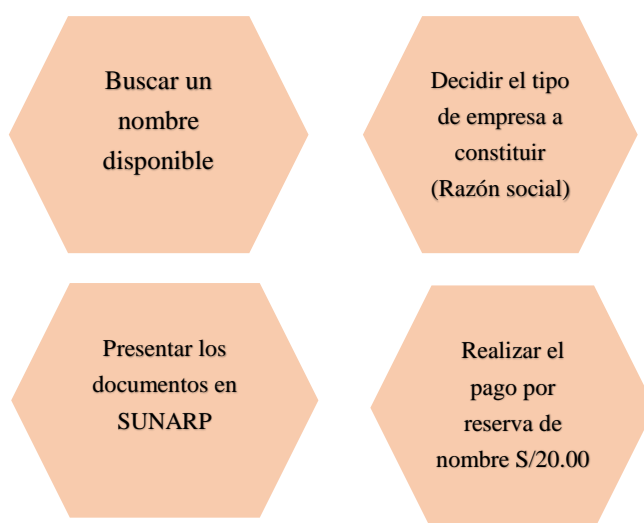 Buscar un
nombre
disponible
Decidir el tipo
de empresa a
constituir
(Razón social)
Presentar los
documentos en
SUNARP
Realizar el
pago por
reserva de
nombre S/20.00